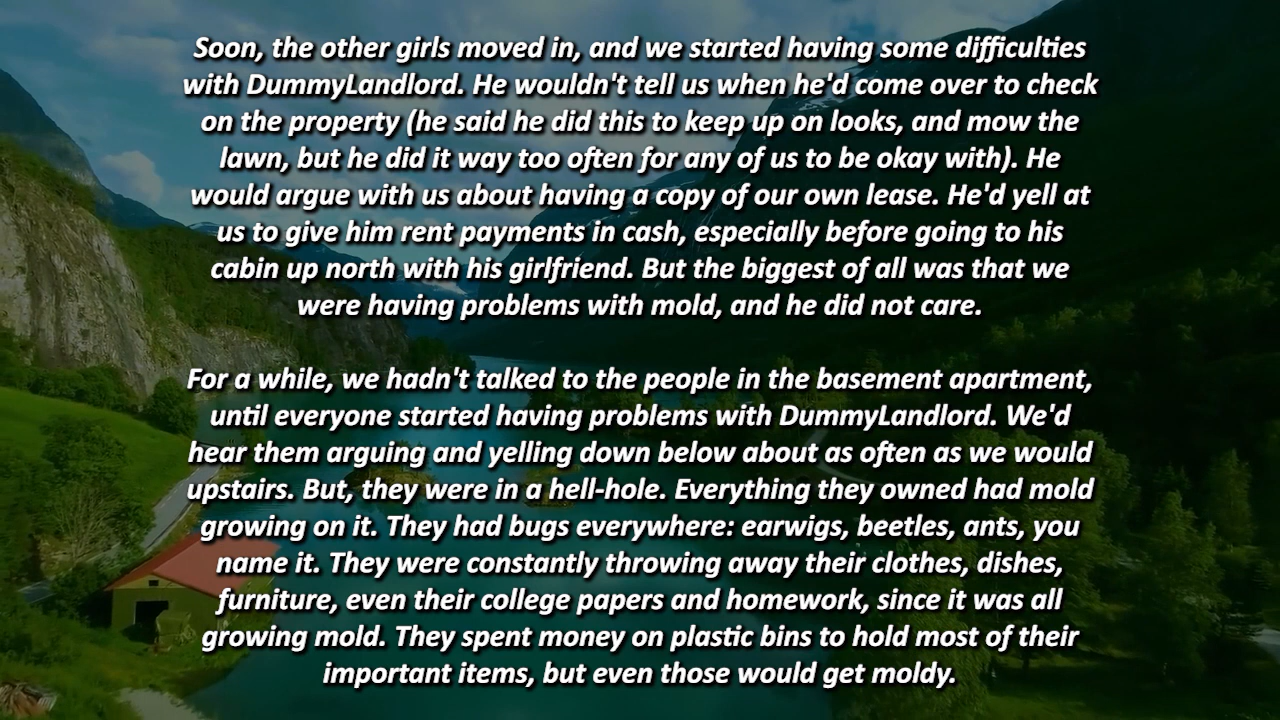 Soon, the other girls moved in, and we started having some difficulties
with DummyLandlord. He wouldn't tell us when he'd come over to check
on the property (he said he did this to keep up on looks, and mow the
lawn, but he did it way too often for any of us to be okay with). He
would argue with us about having a copy of our own lease. He'd yell at
us to give him rent payments in cash, especially before going to his
cabin up north with his girlfriend. But the biggest of all was that we
were having problems with mold, and he did not care.
For a while, we hadn't talked to the people in the basement apartment,
until everyone started having problems with DummyLandlord. We'd
hear them arguing and yelling down below about as often as we would
upstairs. But, they were in a hell-hole. Everything they owned had mold
growing on it. They had bugs everywhere: earwigs, beetles, ants, you
name it. They were constantly throwing away their clothes, dishes,
furniture, even their college papers and homework, since it was all
growing mold. They spent money on plastic bins to hold most of their
important items, but even those would get moldy.